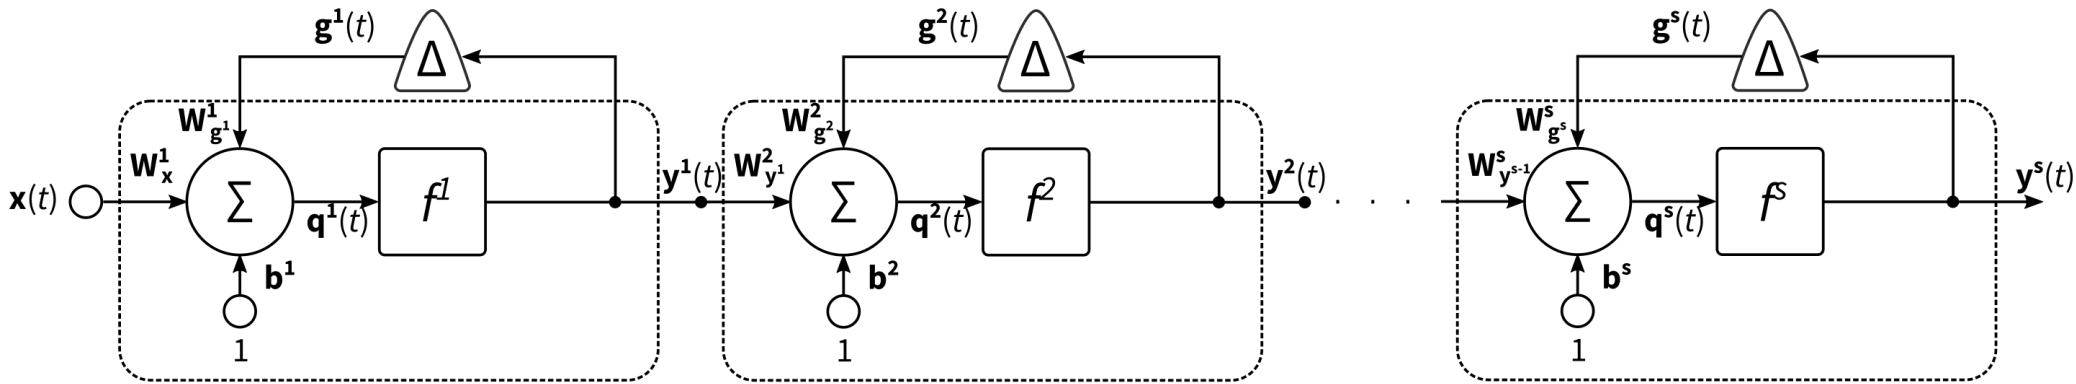 g¹(t) Δ g²(t) Δ gˢ(t) Δ
W¹g¹ W²g² Wˢgˢ
W¹x W²y¹ Wˢyˢ⁻¹
x(t) Σ q¹(t) f¹ y¹(t) Σ q²(t) f² y²(t) . . . Σ qˢ(t) fˢ yˢ(t)
b¹ b² bˢ
1 1 1